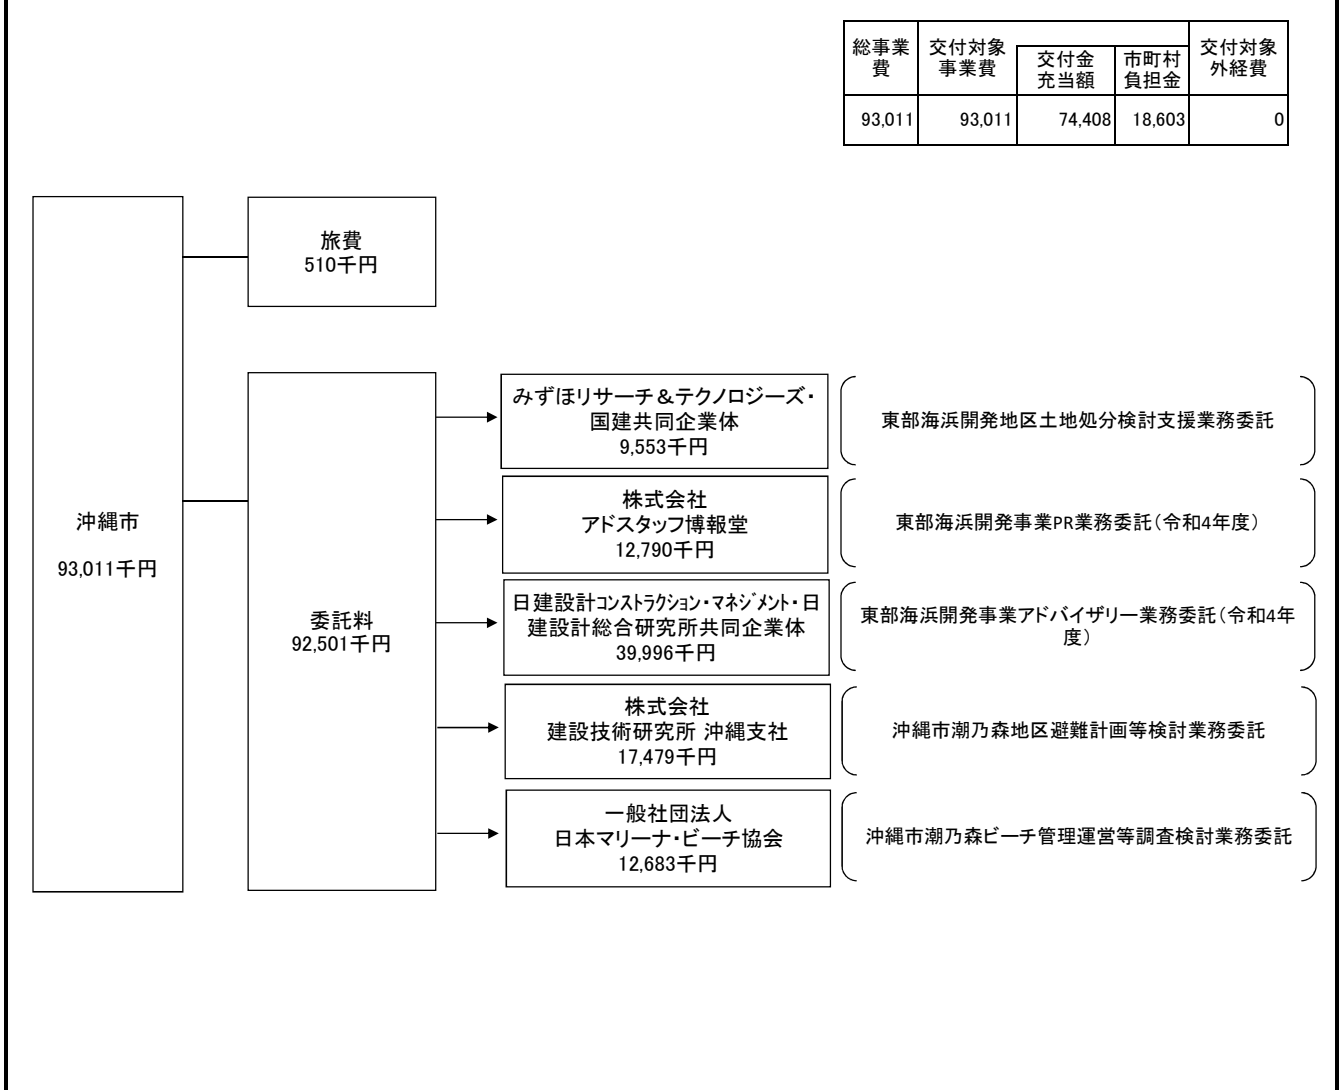 総事業
費
交付対象
事業費
交付金
充当額
市町村
負担金
交付対象
外経費
93,011
93,011
74,408
18,603
0
旅費
510千円
沖縄市
93,011千円
委託料
92,501千円
みずほリサーチ＆テクノロジーズ・
国建共同企業体
9,553千円
東部海浜開発地区土地処分検討支援業務委託
株式会社
アドスタッフ博報堂
12,790千円
東部海浜開発事業PR業務委託（令和4年度）
日建設計ｺﾝｽﾄﾗｸｼｮﾝ・ﾏﾈｼﾞﾒﾝﾄ・日
建設計総合研究所共同企業体
39,996千円
東部海浜開発事業アドバイザリー業務委託（令和4年
度）
株式会社
建設技術研究所 沖縄支社
17,479千円
沖縄市潮乃森地区避難計画等検討業務委託
一般社団法人
日本マリーナ・ビーチ協会
12,683千円
沖縄市潮乃森ビーチ管理運営等調査検討業務委託